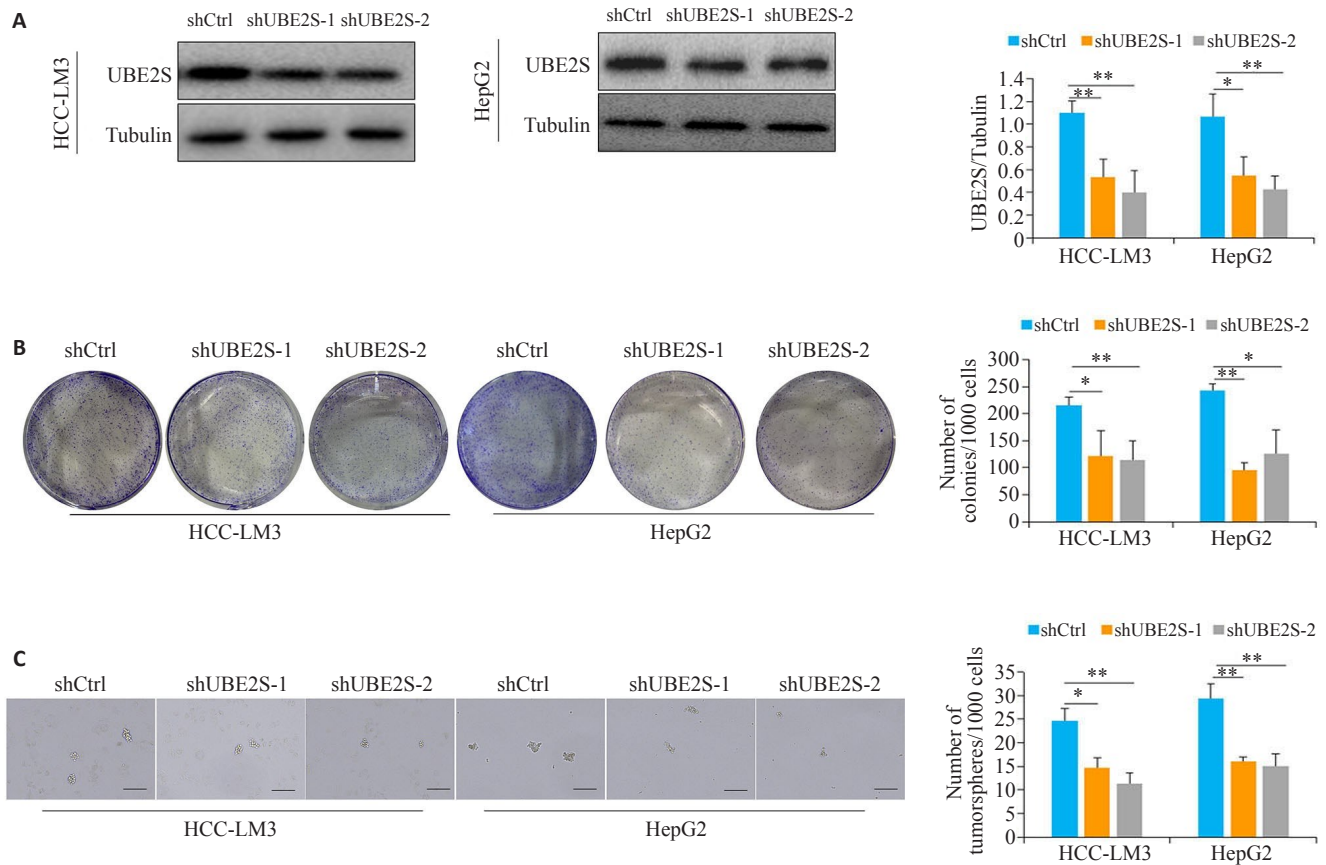 A
shCtrl shUBE2S-1 shUBE2S-2
HCC-LM3
UBE2S
Tubulin
shCtrl shUBE2S-1 shUBE2S-2
HepG2
UBE2S
Tubulin
shCtrl shUBE2S-1 shUBE2S-2
UBE2S/Tubulin
1.4
1.2
1.0
0.8
0.6
0.4
0.2
0
** ** * **
HCC-LM3 HepG2
B
shCtrl shUBE2S-1 shUBE2S-2 shCtrl shUBE2S-1 shUBE2S-2
HCC-LM3 HepG2
shCtrl shUBE2S-1 shUBE2S-2
Number of
colonies/1000 cells
300
250
200
150
100
50
0
* ** ** *
HCC-LM3 HepG2
C
shCtrl shUBE2S-1 shUBE2S-2 shCtrl shUBE2S-1 shUBE2S-2
HCC-LM3 HepG2
shCtrl shUBE2S-1 shUBE2S-2
Number of
tumorspheres/1000 cells
35
30
25
20
15
10
5
0
* ** ** **
HCC-LM3 HepG2